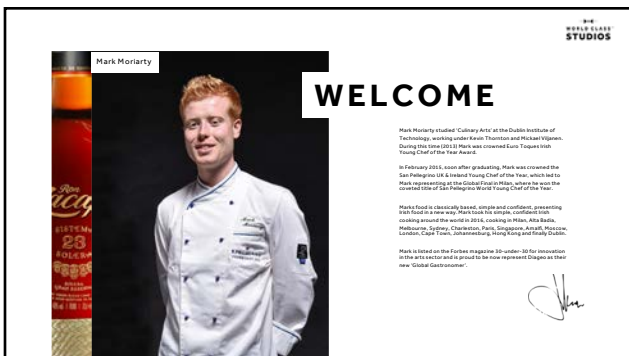 WORLD CLASS
STUDIOS
Mark Moriarty
WELCOME
Mark Moriarty studied 'Culinary Arts' at the Dublin Institute of
Technology, working under Kevin Thornton and Mickael Viljanen.
During this time (2013) Mark was crowned Euro Toques Irish
Young Chef of the Year Award.
In February 2015, soon after graduating, Mark was crowned the
San Pellegrino UK & Ireland Young Chef of the Year, which led to
Mark representing at the Global Final in Milan, where he won the
coveted title of San Pellegrino World Young Chef of the Year.
Marks food is classically based, simple and confident, presenting
Irish food in a new way. Mark took his simple, confident Irish
cooking around the world in 2016, cooking in Milan, Alta Badia,
Melbourne, Sydney, Charleston, Paris, Singapore, Amalfi, Moscow,
London, Cape Town, Johannesburg, Hong Kong and finally Dublin.
Mark is listed on the Forbes magazine 30-under-30 for innovation
in the arts sector and is proud to be now represent Diageo as their
new 'Global Gastronomer'.
Ron
23